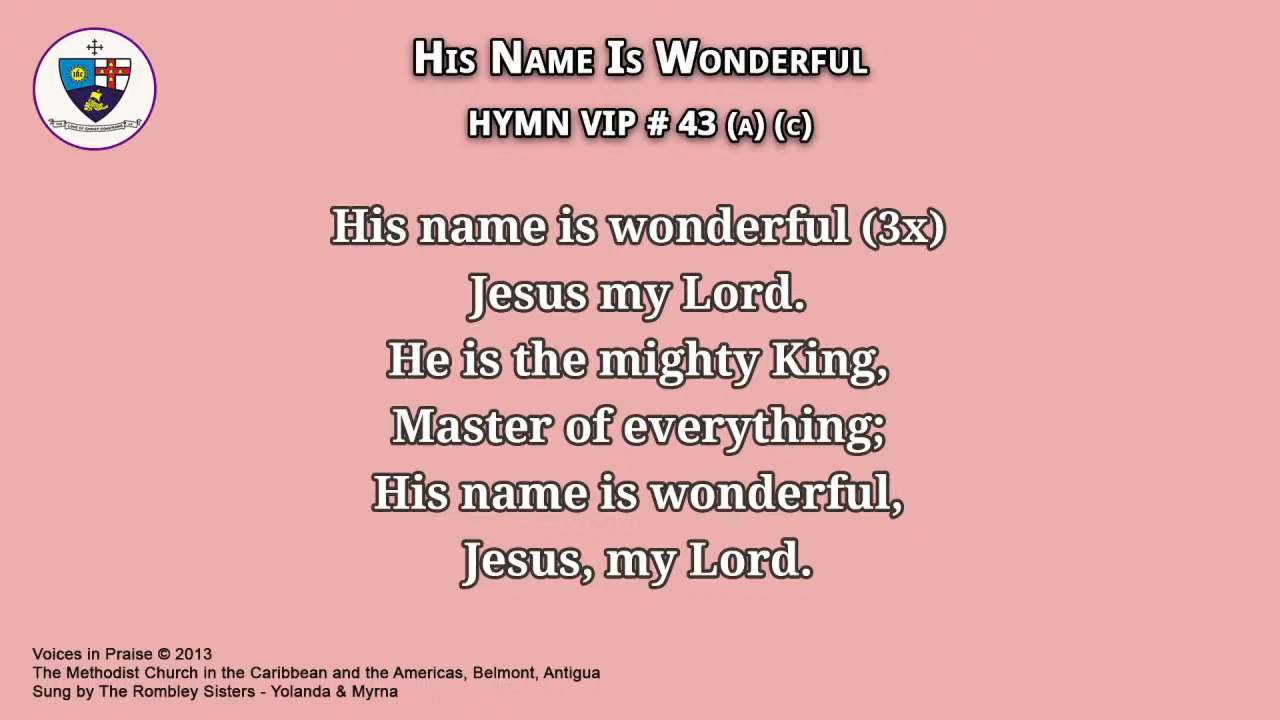 His Name Is Wonderful
HYMN VIP # 43 (A) (C)
His name is wonderful (3x)
Jesus my Lord.
He is the mighty King,
Master of everything;
His name is wonderful,
Jesus, my Lord.
Voices in Praise © 2013
The Methodist Church in the Caribbean and the Americas, Belmont, Antigua
Sung by The Rombley Sisters - Yolanda & Myrna